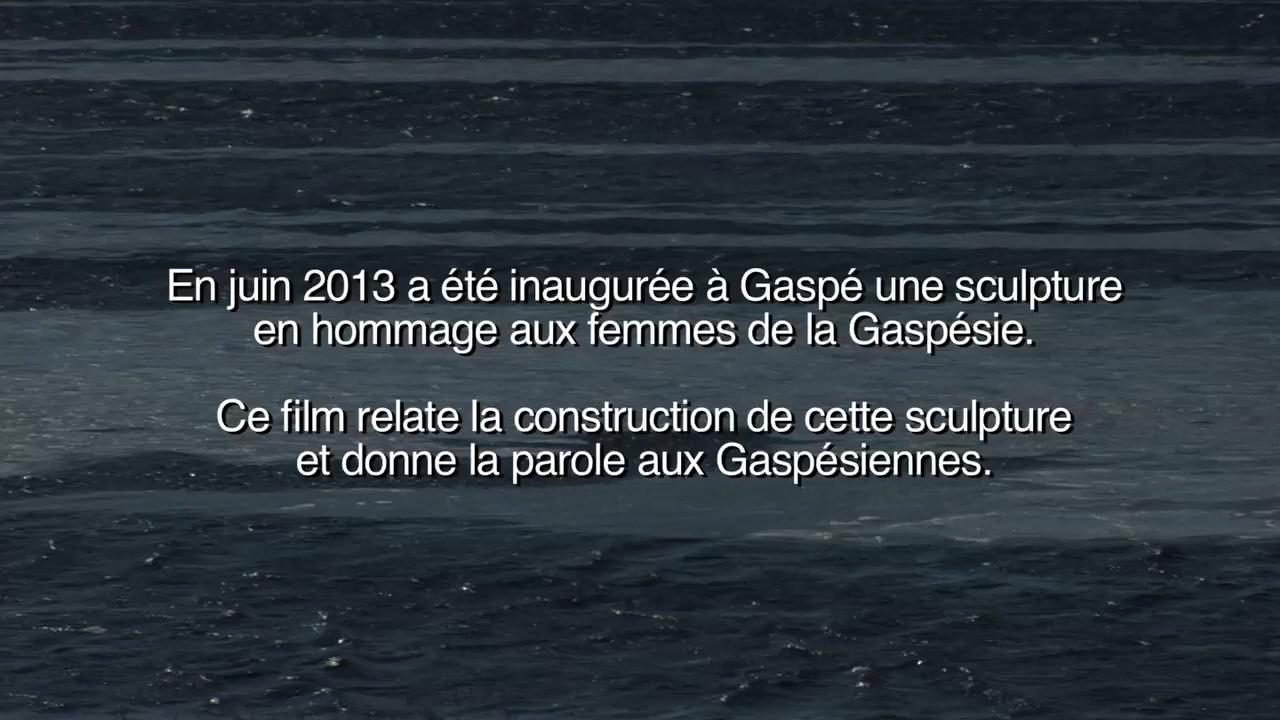 En juin 2013 a été inaugurée à Gaspé une sculpture
en hommage aux femmes de la Gaspésie.
Ce film relate la construction de cette sculpture
et donne la parole aux Gaspésiennes.